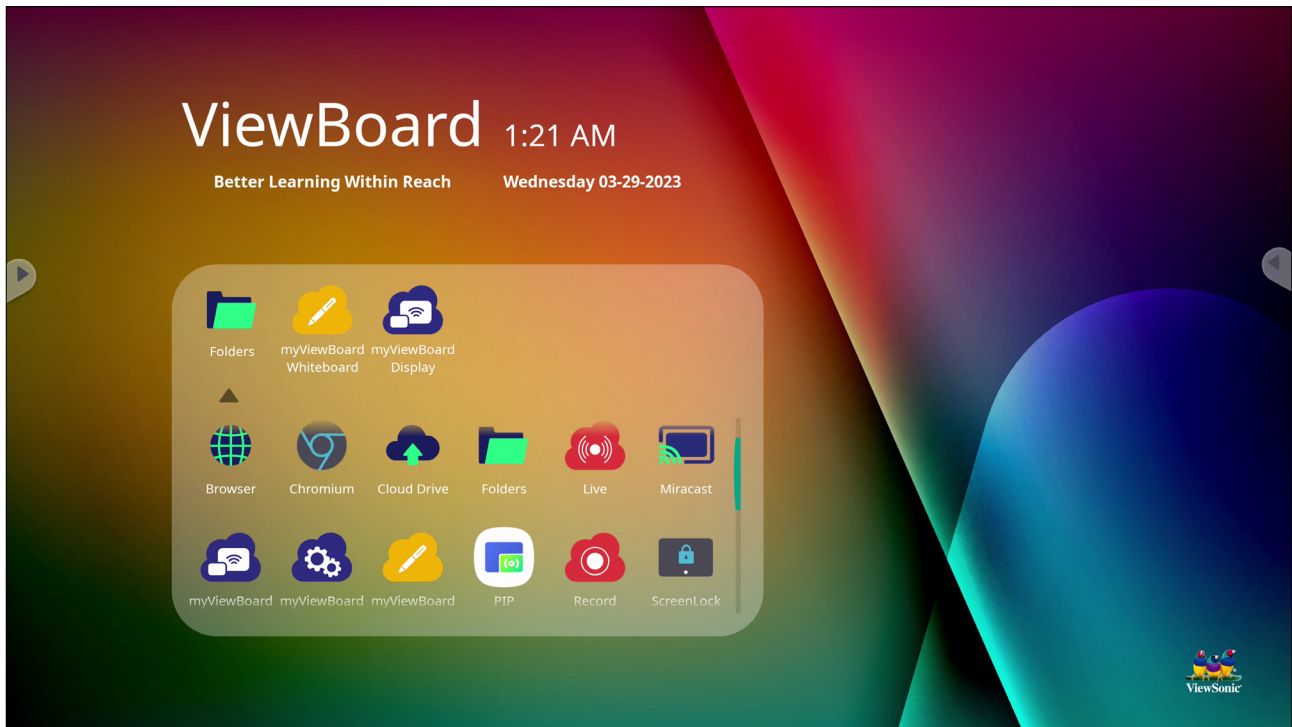 ViewBoard 1:21 AM
Better Learning Within Reach Wednesday 03-29-2023
Folders
myViewBoard Whiteboard
myViewBoard Display
Browser
Chromium
Cloud Drive
Folders
Live
Miracast
myViewBoard
myViewBoard
myViewBoard
PIP
Record
ScreenLock
ViewSonic